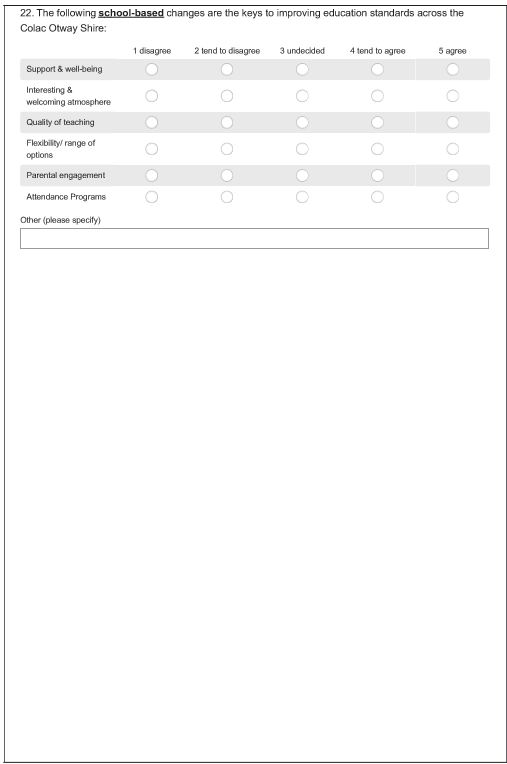 22. The following school-based changes are the keys to improving education standards across the
Colac Otway Shire:
1 disagree 2 tend to disagree 3 undecided 4 tend to agree 5 agree
Support & well-being
Interesting &
welcoming atmosphere
Quality of teaching
Flexibility/ range of
options
Parental engagement
Attendance Programs
Other (please specify)